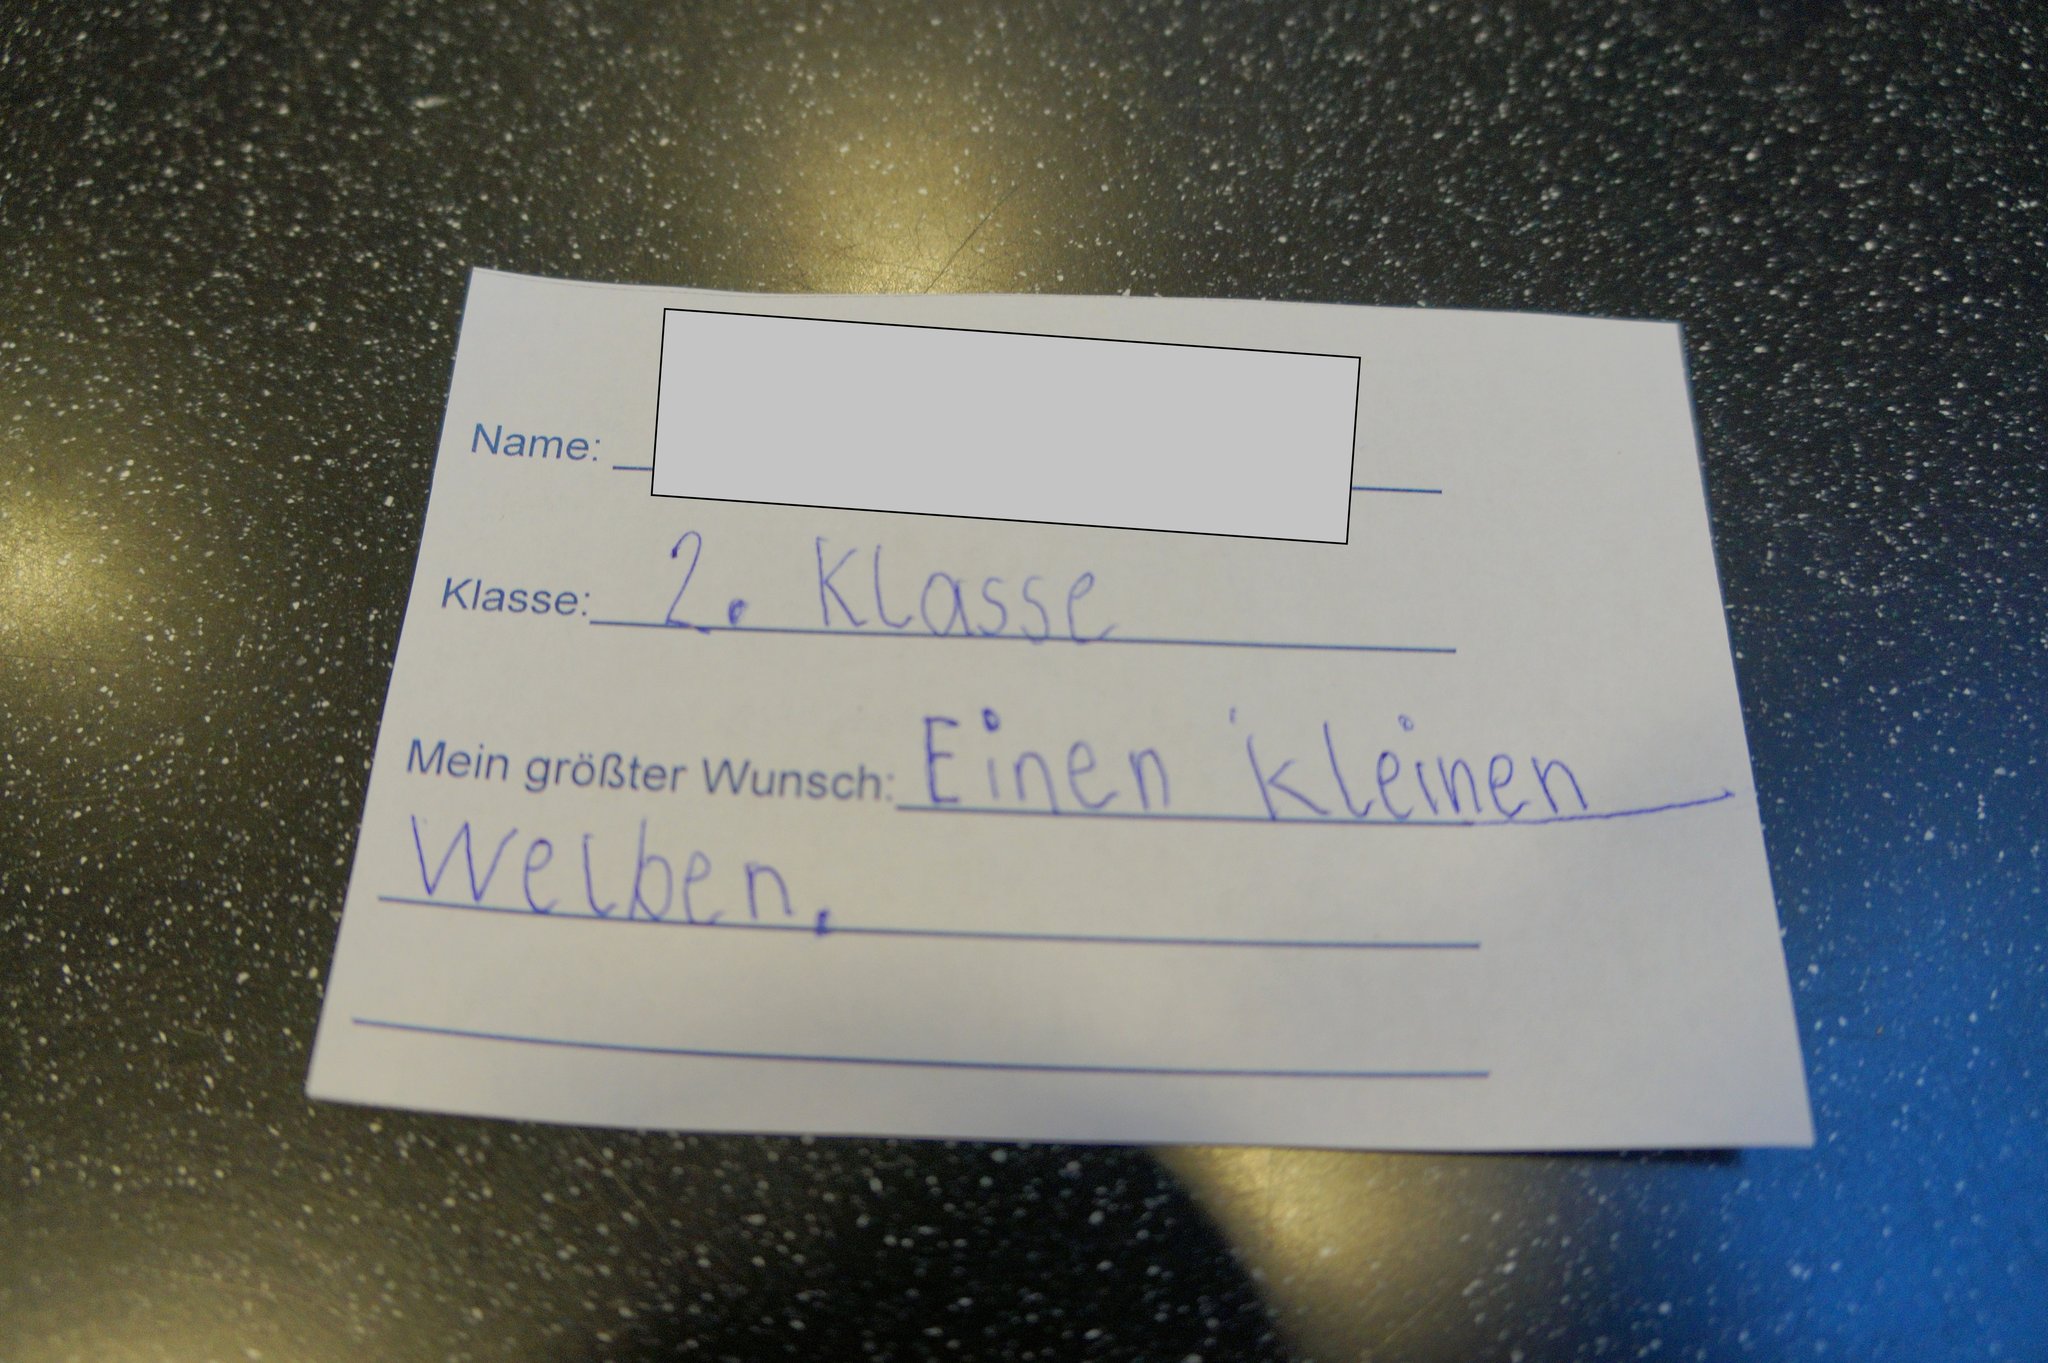 Name:
Klasse: 2. Klasse
Mein größter Wunsch: Einen kleinen
Welben.